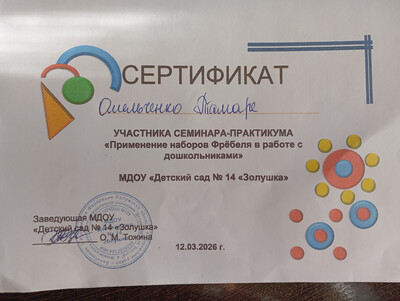 СЕРТИФИКАТ
Омельченко Тамаре
УЧАСТНИКА СЕМИНАРА-ПРАКТИКУМА
«Применение наборов Фрёбеля в работе с
дошкольниками»
МДОУ «Детский сад № 14 «Золушка»
Заведующая МДОУ
«Детский сад № 14 «Золушка»
О. М. Тожина
12.03.2026 г.